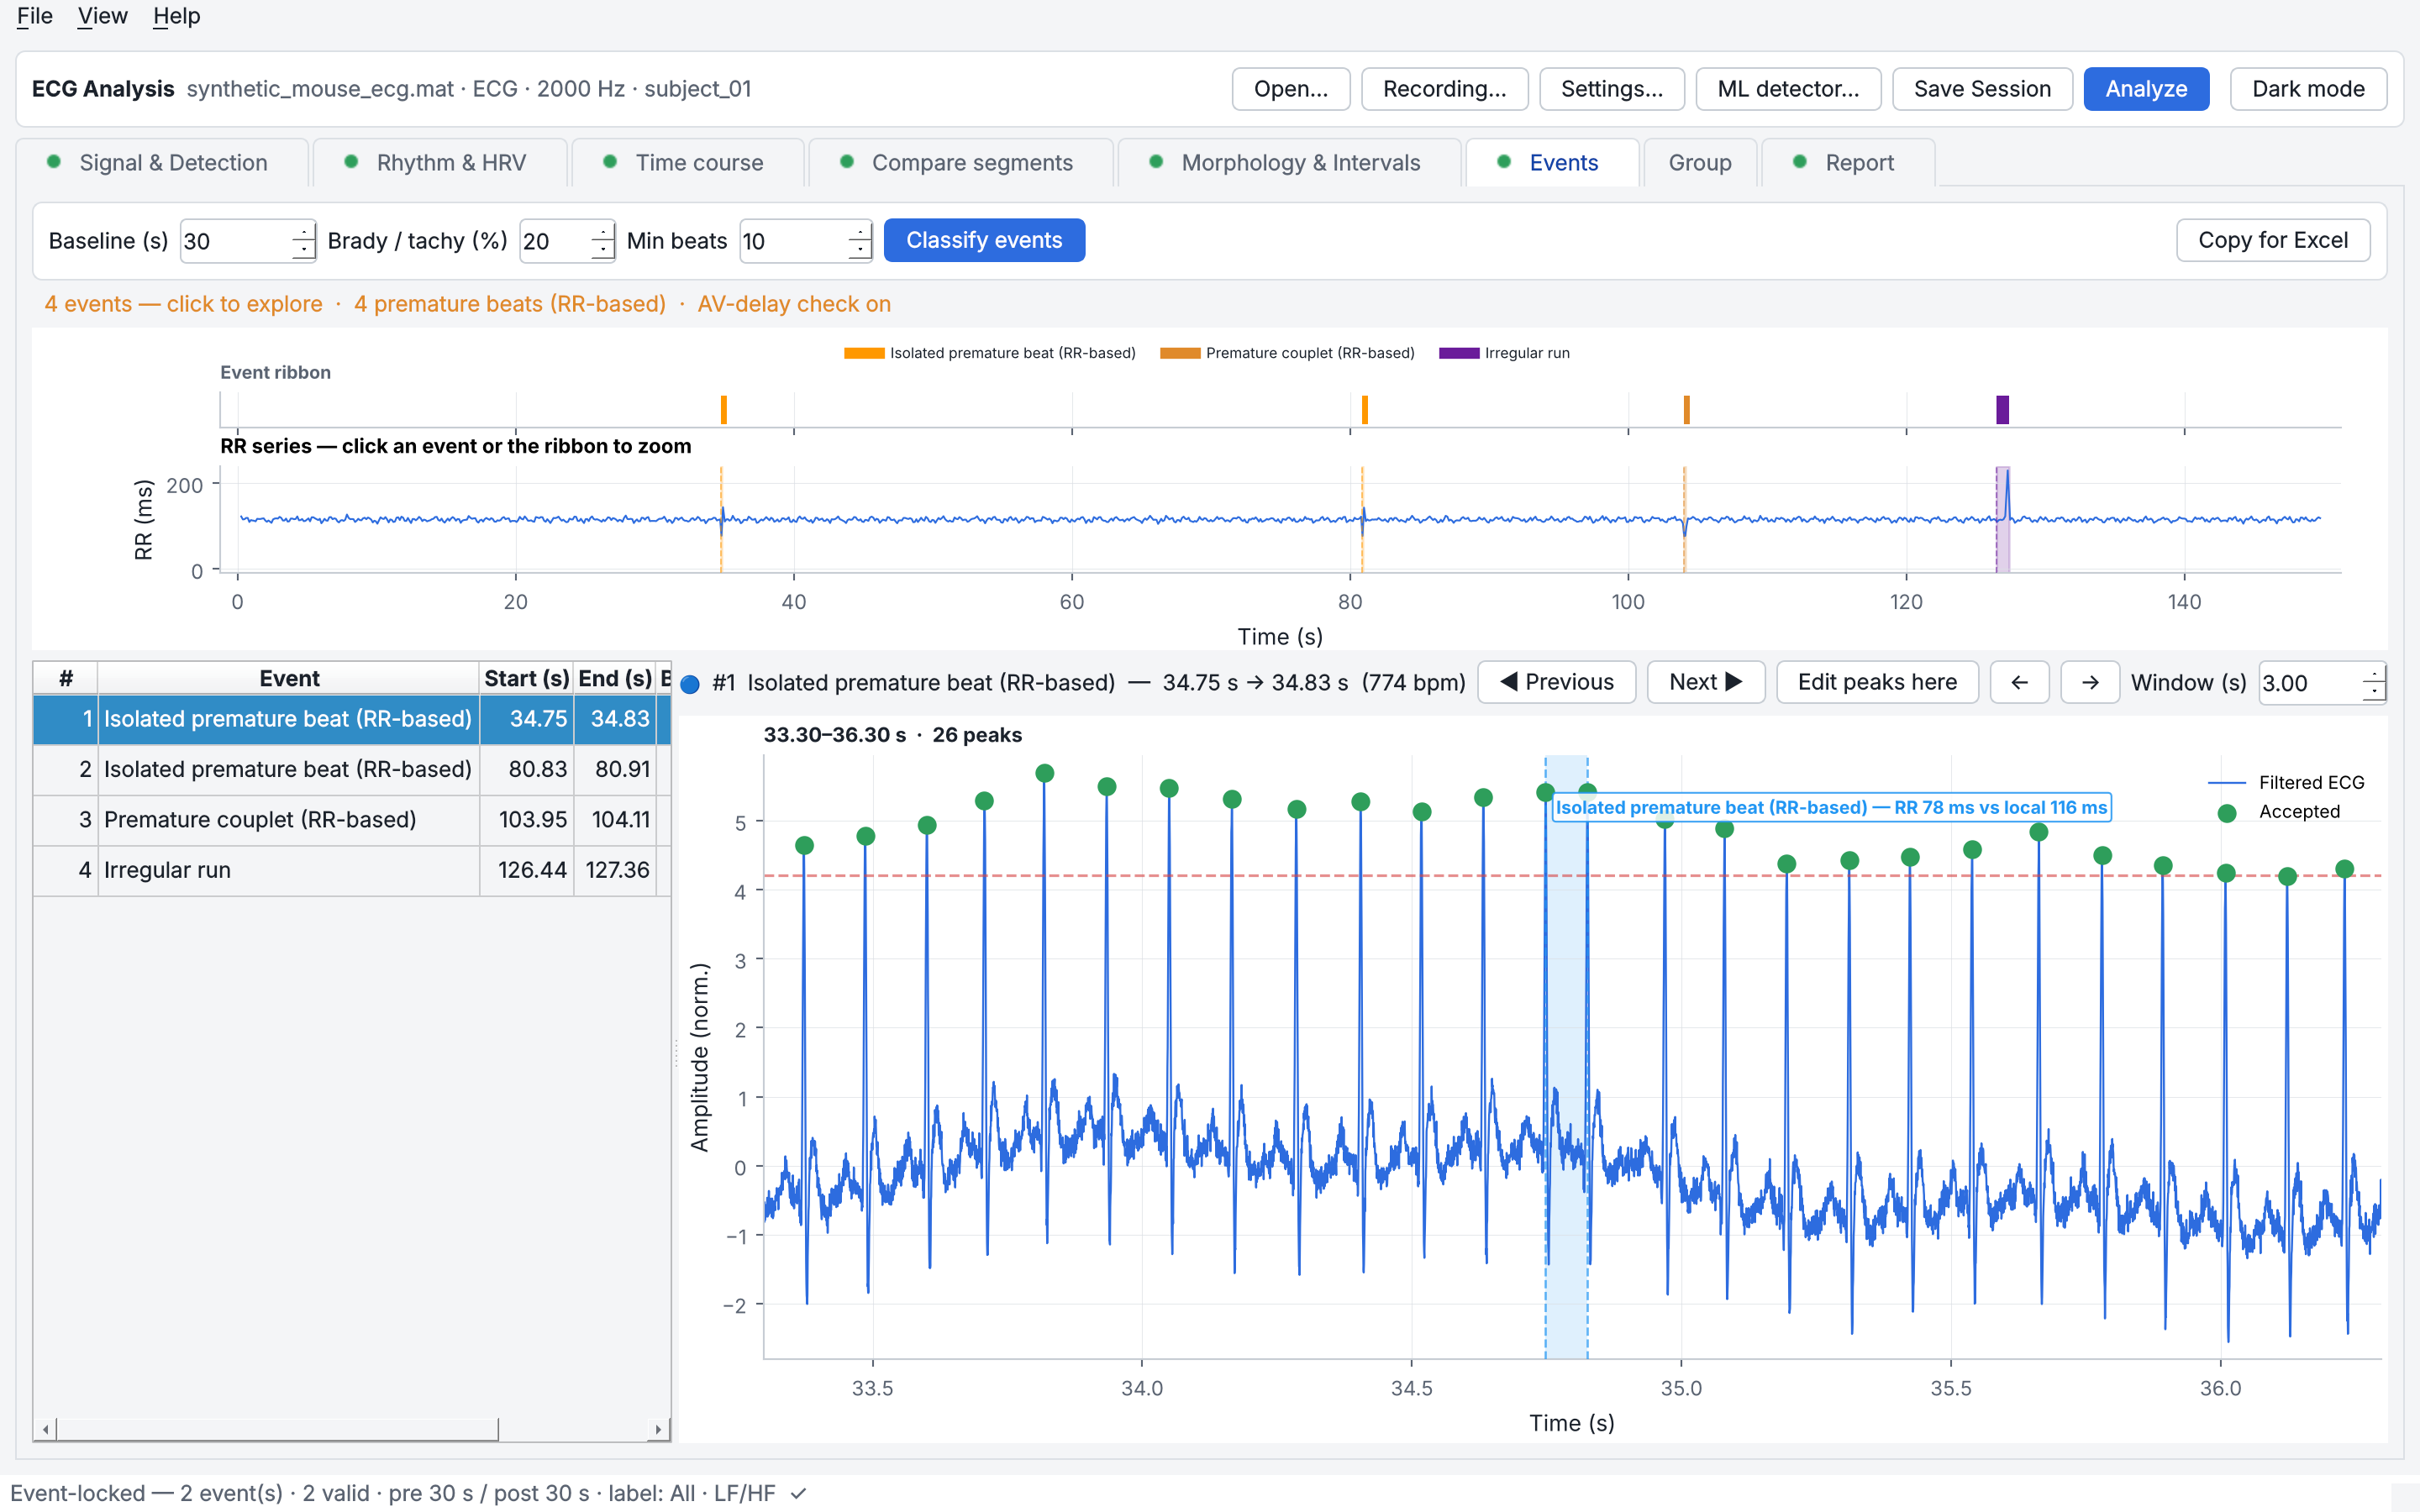 File View Help
ECG Analysis synthetic_mouse_ecg.mat · ECG · 2000 Hz · subject_01 Open... Recording... Settings... ML detector... Save Session Analyze Dark mode
Signal & Detection Rhythm & HRV Time course Compare segments Morphology & Intervals Events Group Report
Baseline (s) 30 Brady / tachy (%) 20 Min beats 10 Classify events Copy for Excel
4 events — click to explore · 4 premature beats (RR-based) · AV-delay check on
Isolated premature beat (RR-based) Premature couplet (RR-based) Irregular run
Event ribbon
RR series — click an event or the ribbon to zoom
RR (ms)
200
0
0 20 40 60 80 100 120 140
Time (s)
# Event Start (s) End (s) B
1 Isolated premature beat (RR-based) 34.75 34.83
2 Isolated premature beat (RR-based) 80.83 80.91
3 Premature couplet (RR-based) 103.95 104.11
4 Irregular run 126.44 127.36
#1 Isolated premature beat (RR-based) — 34.75 s → 34.83 s (774 bpm) ◀ Previous Next ▶ Edit peaks here ← → Window (s) 3.00
33.30–36.30 s · 26 peaks
Filtered ECG
Accepted
Isolated premature beat (RR-based) — RR 78 ms vs local 116 ms
Amplitude (norm.)
5
4
3
2
1
0
−1
−2
33.5 34.0 34.5 35.0 35.5 36.0
Time (s)
Event-locked — 2 event(s) · 2 valid · pre 30 s / post 30 s · label: All · LF/HF ✓